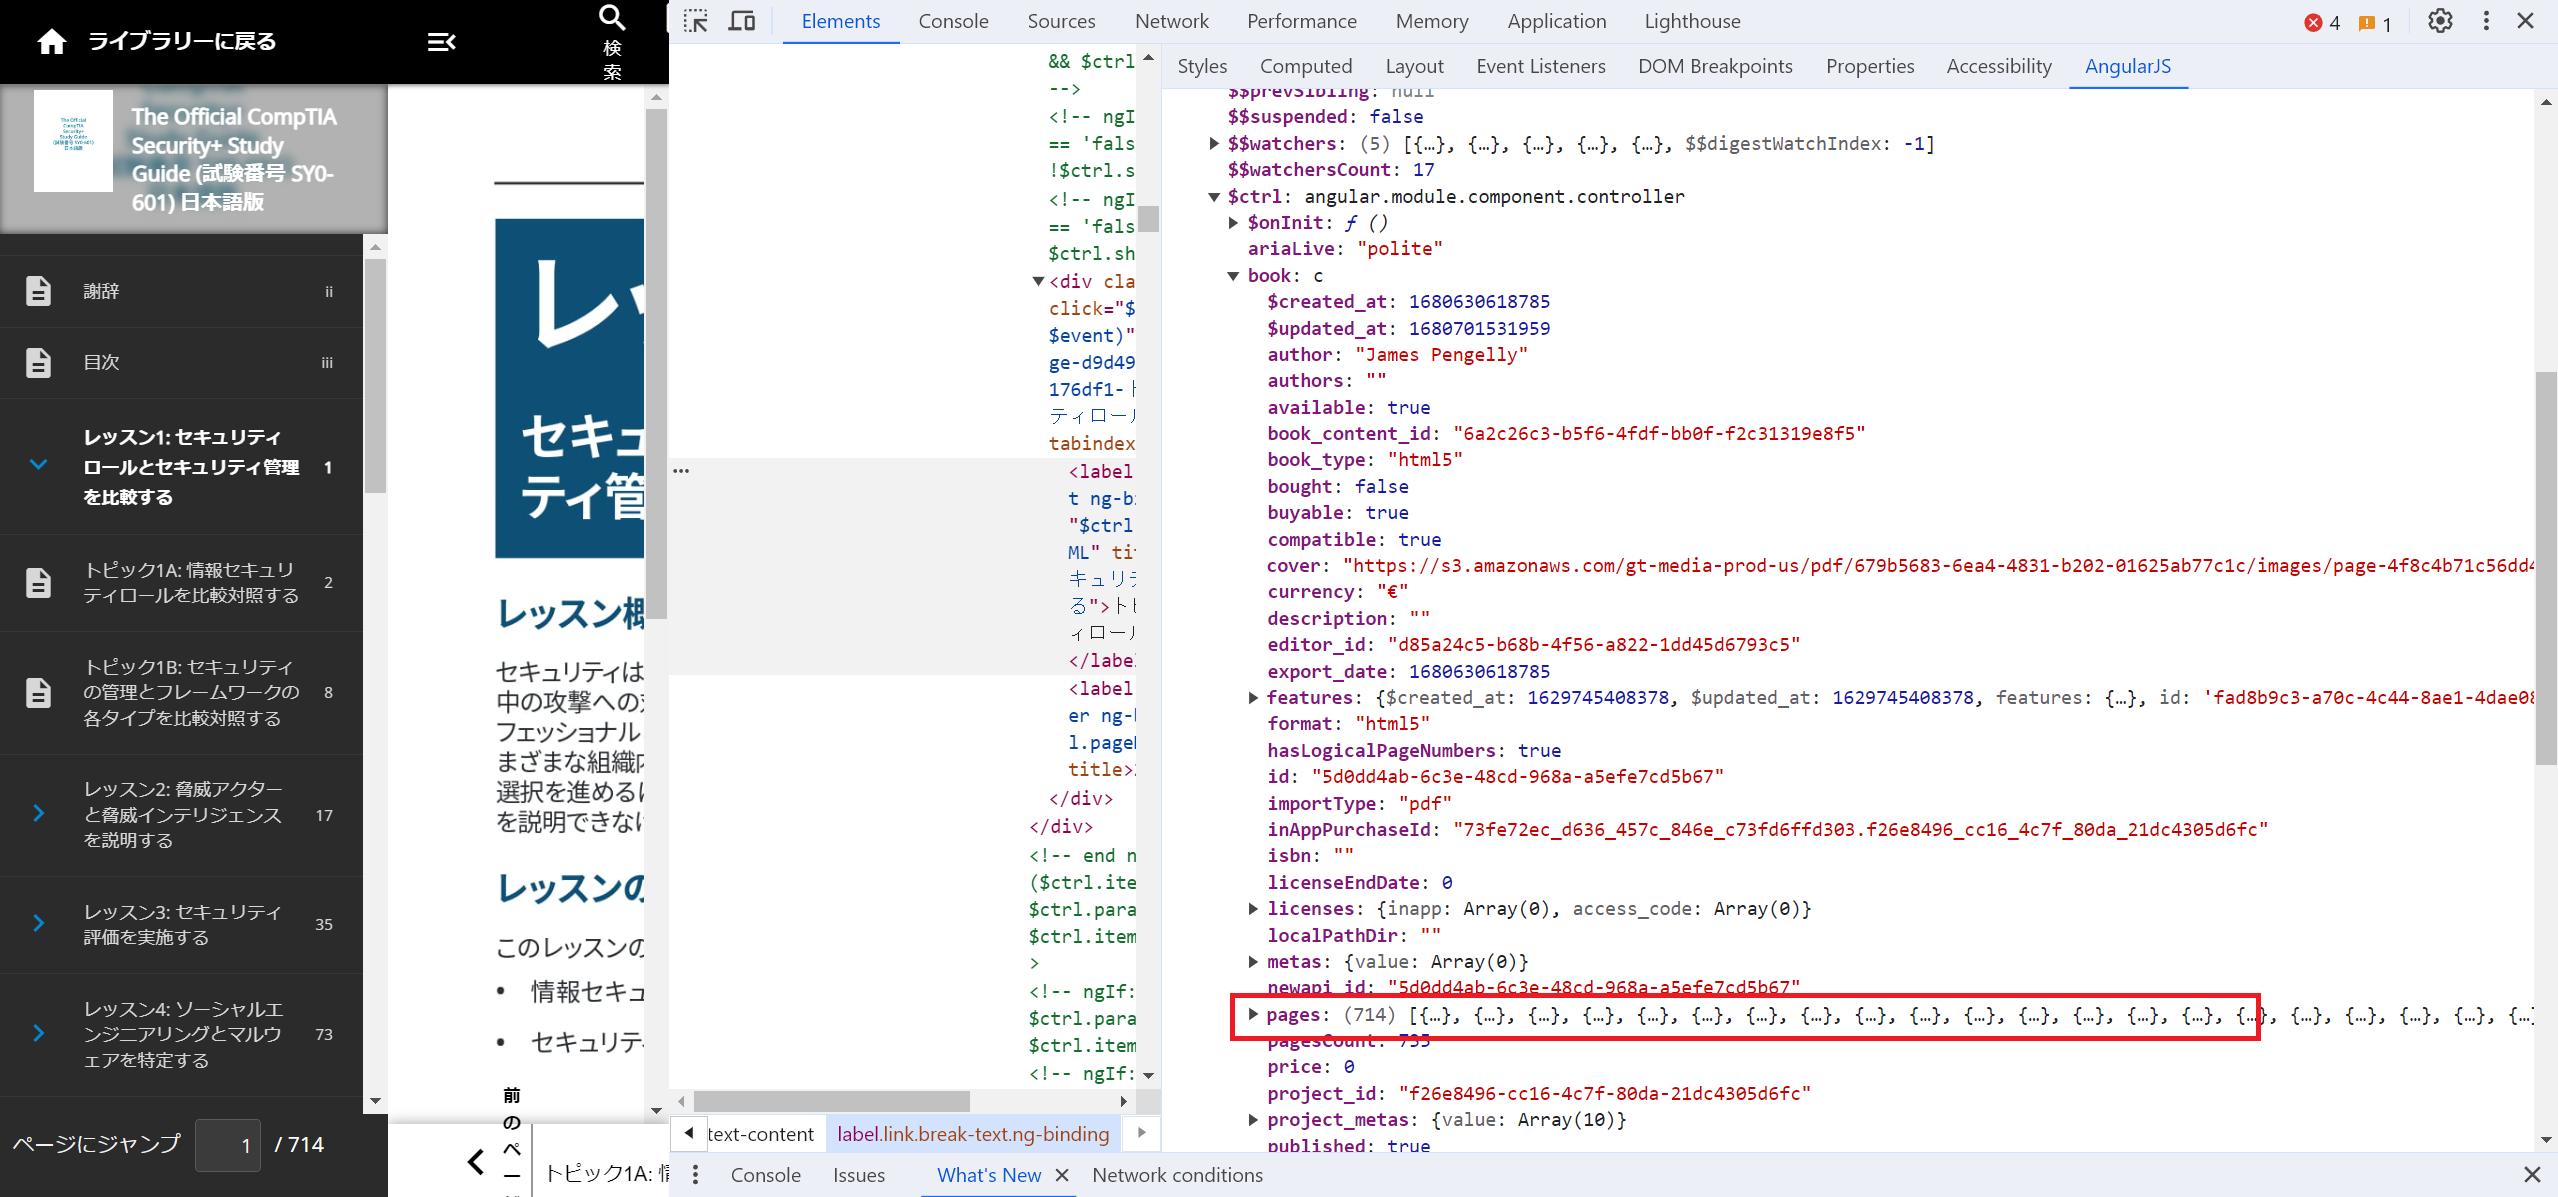 ライブラリーに戻る
検
索
The Official CompTIA
Security+ Study
Guide (試験番号 SY0-
601) 日本語版
The Official
CompTIA
Security+
Study Guide
(試験番号 SY0-601)
日本語版
謝辞 ii
目次 iii
レッスン1: セキュリティ
ロールとセキュリティ管理 1
を比較する
トピック1A: 情報セキュリ
ティロールを比較対照する 2
トピック1B: セキュリティ
の管理とフレームワークの 8
各タイプを比較対照する
レッスン2: 脅威アクター
と脅威インテリジェンス 17
を説明する
レッスン3: セキュリティ
評価を実施する 35
レッスン4: ソーシャルエ
ンジニアリングとマルウ 73
ェアを特定する
ページにジャンプ 1 / 714
セキュ
ティ管
レッスン概
セキュリティは
中の攻撃への
フェッショナル
まざまな組織内
選択を進める
を説明できな
レッスンの
このレッスンの
• 情報セキュ
• セキュリテ
前
の
ペ
ー
トピック1A: 情
Elements Console Sources Network Performance Memory Application Lighthouse 4 1
&& $ctrl
-->
<!-- ngI
== 'fals
!$ctrl.s
<!-- ngI
== 'fals
$ctrl.sh
<div cla
click="$
$event)"
ge-d9d49
176df1-ト
ティロール
tabindex
<label
t ng-bi
"$ctrl
ML" tit
キュリテ
る">トピ
ィロール
</label
<label
er ng-b
l.pageN
title>
</div>
</div>
<!-- end n
($ctrl.ite
$ctrl.para
$ctrl.item
>
<!-- ngIf:
$ctrl.para
$ctrl.item
<!-- ngIf:
text-content label.link.break-text.ng-binding
Styles Computed Layout Event Listeners DOM Breakpoints Properties Accessibility AngularJS
$$prevSibling: null
$$suspended: false
$$watchers: (5) [{…}, {…}, {…}, {…}, {…}, $$digestWatchIndex: -1]
$$watchersCount: 17
$ctrl: angular.module.component.controller
$onInit: ƒ ()
ariaLive: "polite"
book: c
$created_at: 1680630618785
$updated_at: 1680701531959
author: "James Pengelly"
authors: ""
available: true
book_content_id: "6a2c26c3-b5f6-4fdf-bb0f-f2c31319e8f5"
book_type: "html5"
bought: false
buyable: true
compatible: true
cover: "https://s3.amazonaws.com/gt-media-prod-us/pdf/679b5683-6ea4-4831-b202-01625ab77c1c/images/page-4f8c4b71c56dd4
currency: "€"
description: ""
editor_id: "d85a24c5-b68b-4f56-a822-1dd45d6793c5"
export_date: 1680630618785
features: {$created_at: 1629745408378, $updated_at: 1629745408378, features: {…}, id: 'fad8b9c3-a70c-4c44-8ae1-4dae08
format: "html5"
hasLogicalPageNumbers: true
id: "5d0dd4ab-6c3e-48cd-968a-a5efe7cd5b67"
importType: "pdf"
inAppPurchaseId: "73fe72ec_d636_457c_846e_c73fd6ffd303.f26e8496_cc16_4c7f_80da_21dc4305d6fc"
isbn: ""
licenseEndDate: 0
licenses: {inapp: Array(0), access_code: Array(0)}
localPathDir: ""
metas: {value: Array(0)}
newapi_id: "5d0dd4ab-6c3e-48cd-968a-a5efe7cd5b67"
pages: (714) [{…}, {…}, {…}, {…}, {…}, {…}, {…}, {…}, {…}, {…}, {…}, {…}, {…}, {…}, {…}, {…}, {…}, {…}, {…}, {…}, {…
pagesCount: 735
price: 0
project_id: "f26e8496-cc16-4c7f-80da-21dc4305d6fc"
project_metas: {value: Array(10)}
published: true
Console Issues What's New Network conditions